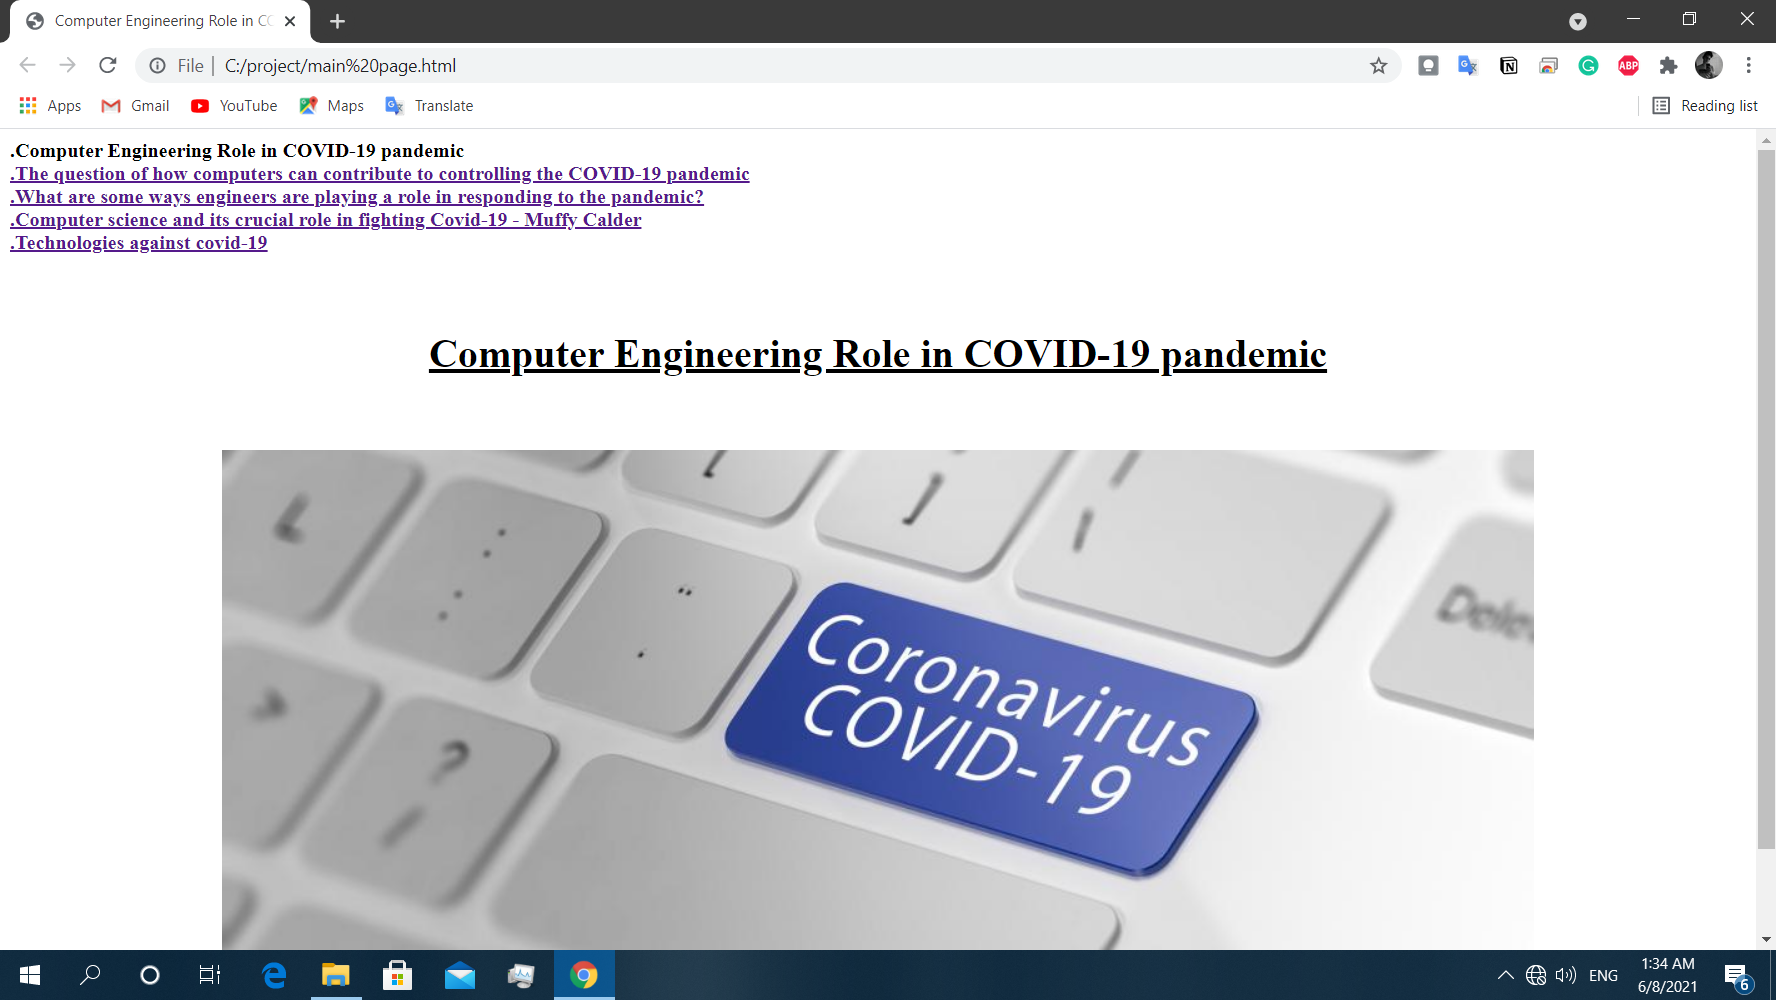 Computer Engineering Role in CO
File | C:/project/main%20page.html
Apps Gmail YouTube Maps Translate Reading list
.Computer Engineering Role in COVID-19 pandemic
.The question of how computers can contribute to controlling the COVID-19 pandemic
.What are some ways engineers are playing a role in responding to the pandemic?
.Computer science and its crucial role in fighting Covid-19 - Muffy Calder
.Technologies against covid-19
Computer Engineering Role in COVID-19 pandemic
Coronavirus
COVID-19
ENG
1:34 AM
6/8/2021
6
ABP